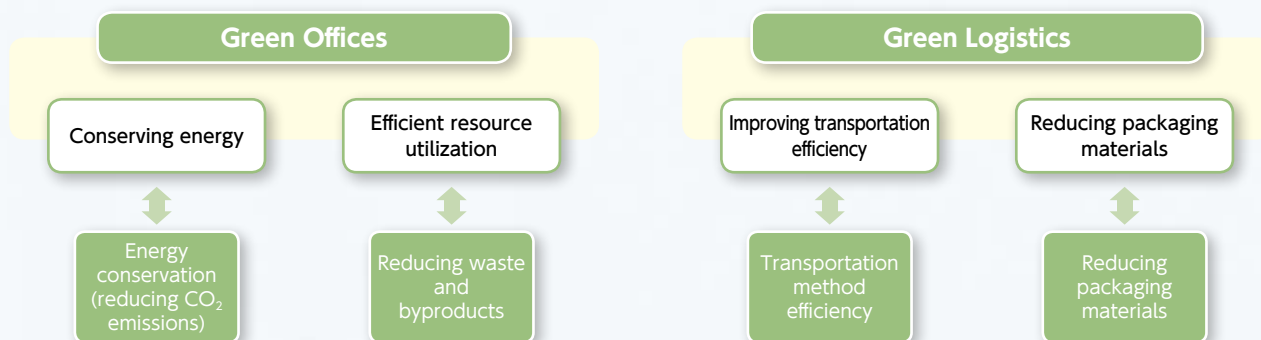 Green Offices
Conserving energy
Efficient resource
utilization
Energy
conservation
(reducing CO₂
emissions)
Reducing waste
and
byproducts
Green Logistics
Improving transportation
efficiency
Reducing packaging
materials
Transportation
method
efficiency
Reducing
packaging
materials